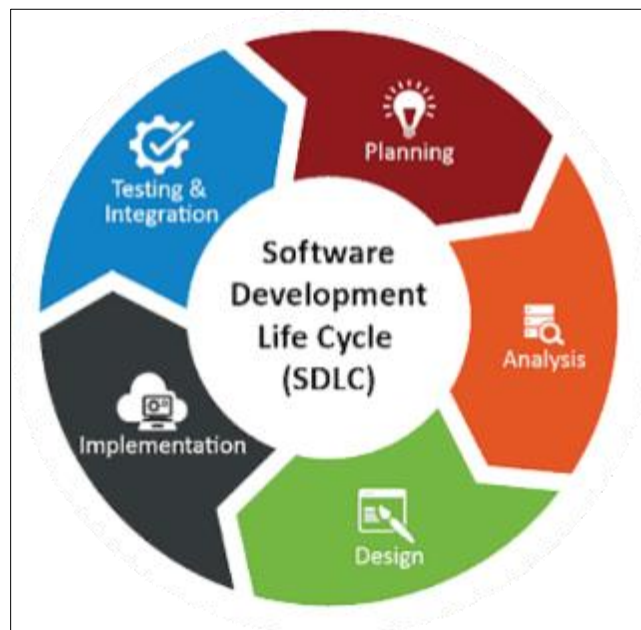 Planning
Testing &
Integration
Software
Development
Life Cycle
(SDLC)
Analysis
Implementation
Design